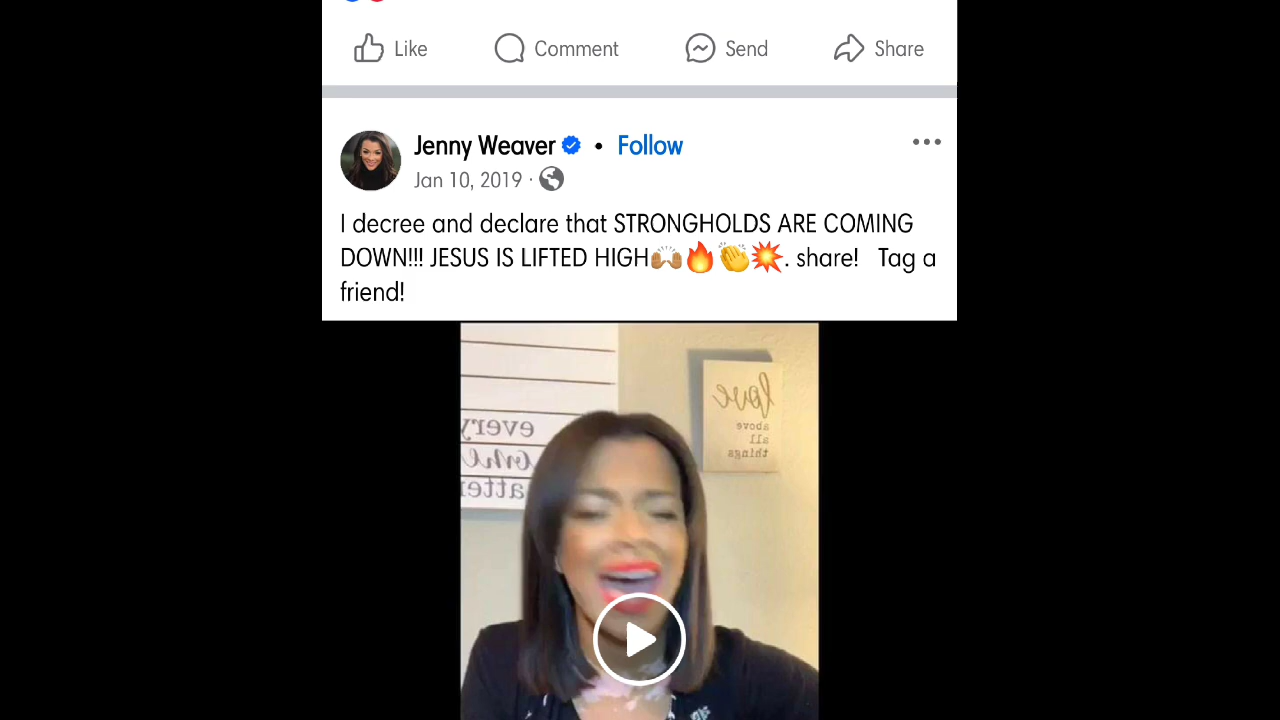 Like Comment Send Share
Jenny Weaver • Follow
Jan 10, 2019 ·
I decree and declare that STRONGHOLDS ARE COMING
DOWN!!! JESUS IS LIFTED HIGH🙌🏽🔥👏💥. share! Tag a
friend!
love
above
all
things
every
one